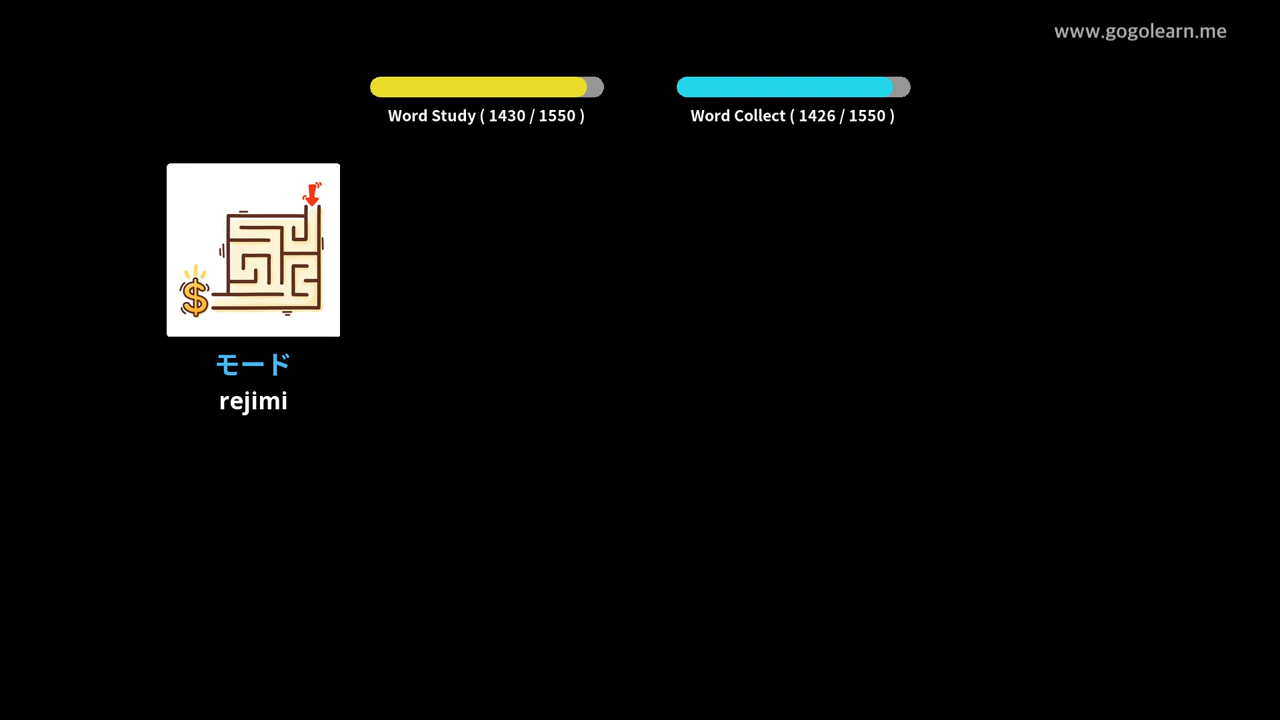 www.gogolearn.me
Word Study ( 1430 / 1550 )
Word Collect ( 1426 / 1550 )
$
モード
rejimi